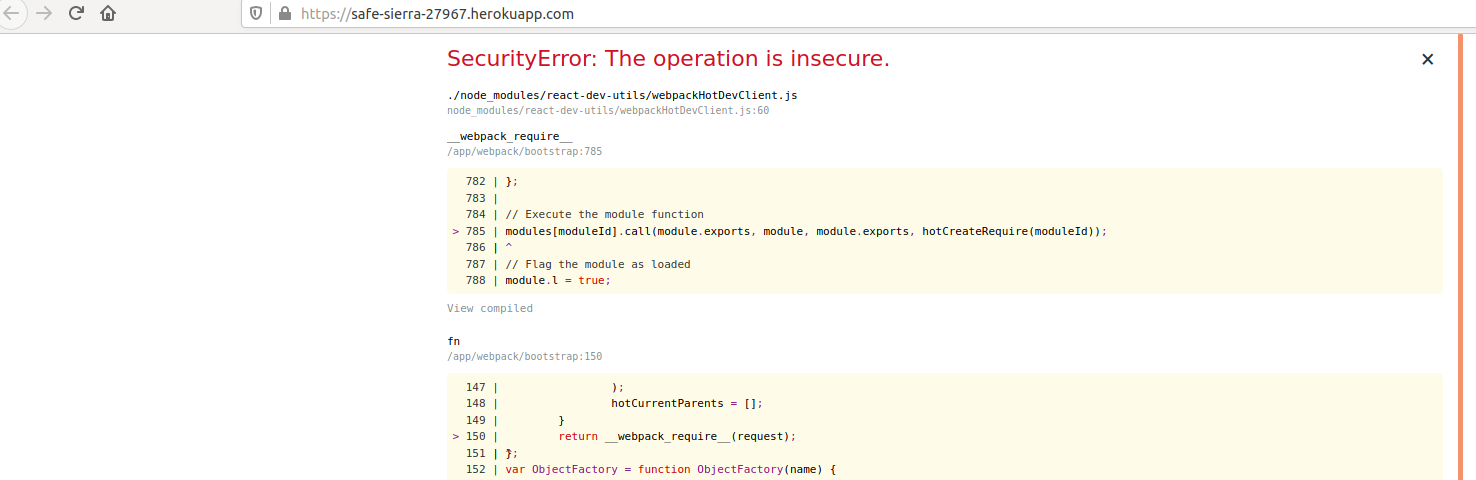 https://safe-sierra-27967.herokuapp.com
SecurityError: The operation is insecure.
./node_modules/react-dev-utils/webpackHotDevClient.js
node_modules/react-dev-utils/webpackHotDevClient.js:60
__webpack_require__
/app/webpack/bootstrap:785
782 | };
783 |
784 | // Execute the module function
> 785 | modules[moduleId].call(module.exports, module, module.exports, hotCreateRequire(moduleId));
786 | ^
787 | // Flag the module as loaded
788 | module.l = true;
View compiled
fn
/app/webpack/bootstrap:150
147 | );
148 | hotCurrentParents = [];
149 | }
> 150 | return __webpack_require__(request);
151 | };
152 | var ObjectFactory = function ObjectFactory(name) {